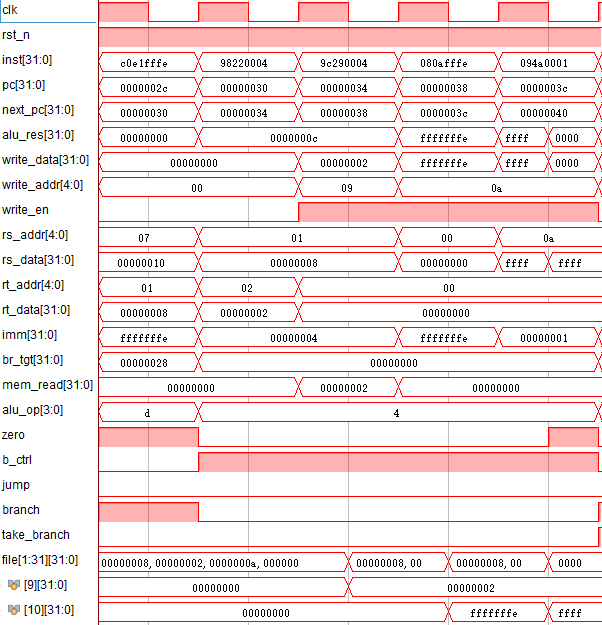 clk
rst_n
inst[31:0] c0e1fffe 98220004 9c290004 080afffe 094a0001
pc[31:0] 0000002c 00000030 00000034 00000038 0000003c
next_pc[31:0] 00000030 00000034 00000038 0000003c 00000040
alu_res[31:0] 00000000 0000000c fffffffe ffff 0000
write_data[31:0] 00000000 00000002 fffffffe ffff 0000
write_addr[4:0] 00 09 0a
write_en
rs_addr[4:0] 07 01 00 0a
rs_data[31:0] 00000010 00000008 00000000 ffff ffff
rt_addr[4:0] 01 02 00
rt_data[31:0] 00000008 00000002 00000000
imm[31:0] fffffffe 00000004 fffffffe 00000001
br_tgt[31:0] 00000028 00000000
mem_read[31:0] 00000000 00000002 00000000
alu_op[3:0] d 4
zero
b_ctrl
jump
branch
take_branch
file[1:31][31:0] 00000008, 00000002, 0000000a, 000000 00000008, 00 00000008, 00 0000
[9][31:0] 00000000 00000002
[10][31:0] 00000000 fffffffe ffff